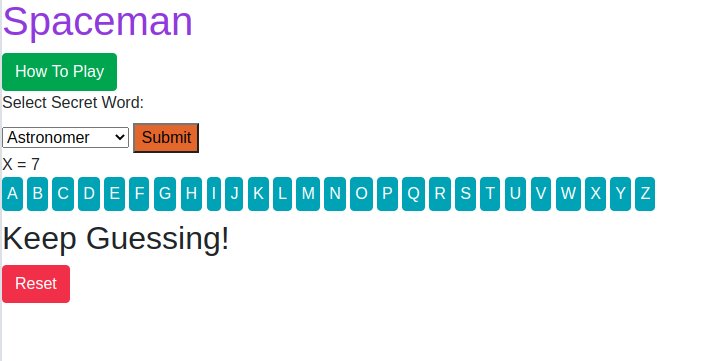 Spaceman
How To Play
Select Secret Word:
Astronomer Submit
X = 7
A B C D E F G H I J K L M N O P Q R S T U V W X Y Z
Keep Guessing!
Reset